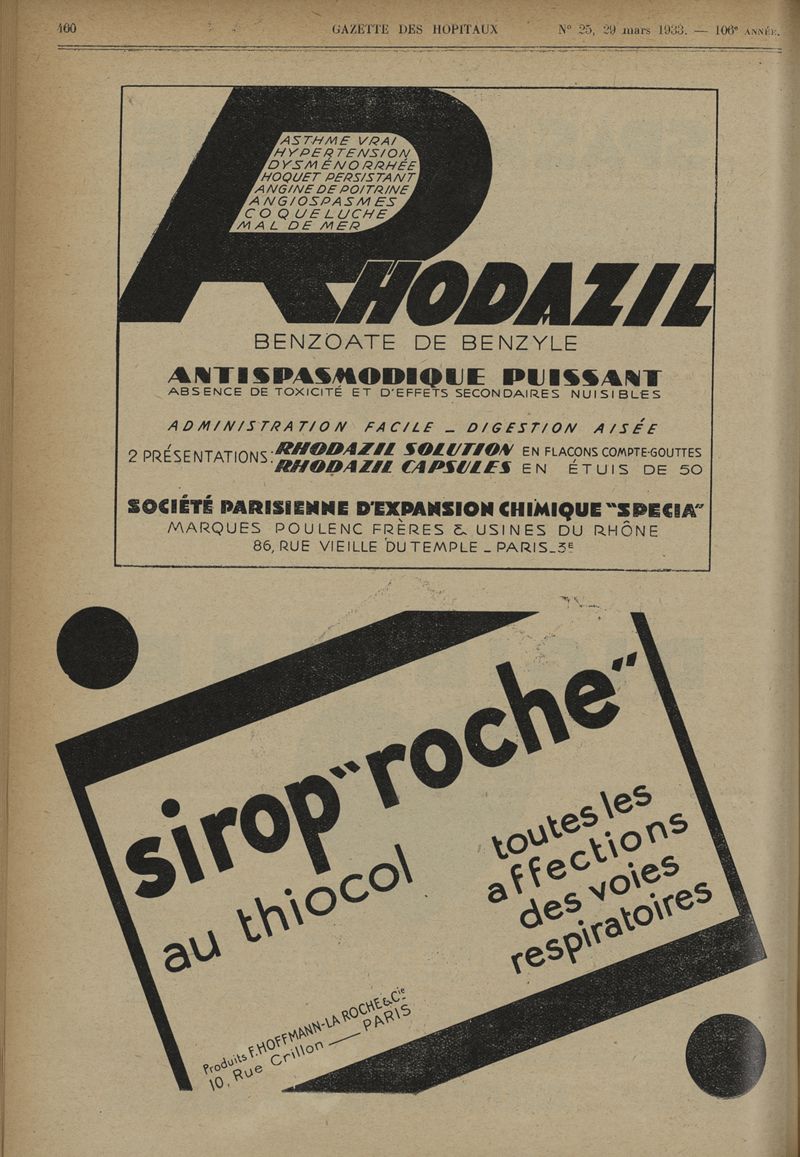 460 GAZETTE DES HOPITAUX N° 25, 29 mars 1933. — 106e ANNÉE.
ASTHME VRAI
HYPERTENSION
DYSMÉNORRHÉE
HOQUET PERSISTANT
ANGINE DE POITRINE
ANGIOSPASMES
COQUELUCHE
MAL DE MER
RHODAZIL
BENZOATE DE BENZYLE
ANTISPASMODIQUE PUISSANT
ABSENCE DE TOXICITÉ ET D'EFFETS SECONDAIRES NUISIBLES
ADMINISTRATION FACILE _ DIGESTION AISÉE
2 PRÉSENTATIONS: RHODAZIL SOLUTION EN FLACONS COMPTE-GOUTTES
RHODAZIL CAPSULES EN ÉTUIS DE 50
SOCIÉTÉ PARISIENNE D'EXPANSION CHIMIQUE "SPECIA"
MARQUES POULENC FRÈRES & USINES DU RHÔNE
86, RUE VIEILLE DU TEMPLE _ PARIS_3E
sirop "roche"
au thiocol
toutes les
affections
des voies
respiratoires
Produits F. HOFFMANN-LA ROCHE & Cie
10, Rue Crillon — PARIS